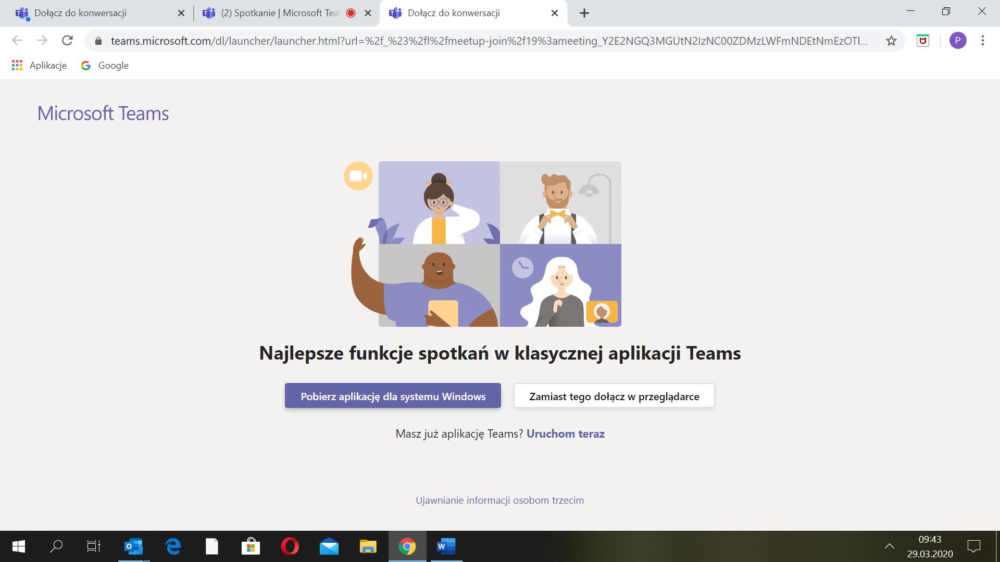 Dołącz do konwersacji
(2) Spotkanie | Microsoft Tea
Dołącz do konwersacji
teams.microsoft.com/dl/launcher/launcher.html?url=%2f_%23%2fl%2fmeetup-join%2f19%3ameeting_Y2E2NGQ3MGUtN2IzNC00ZDMzLWFmNDEtNmEzOTl...
P
Aplikacje
Google
Microsoft Teams
Najlepsze funkcje spotkań w klasycznej aplikacji Teams
Pobierz aplikację dla systemu Windows
Zamiast tego dołącz w przeglądarce
Masz już aplikację Teams? Uruchom teraz
Ujawnianie informacji osobom trzecim
09:43
29.03.2020